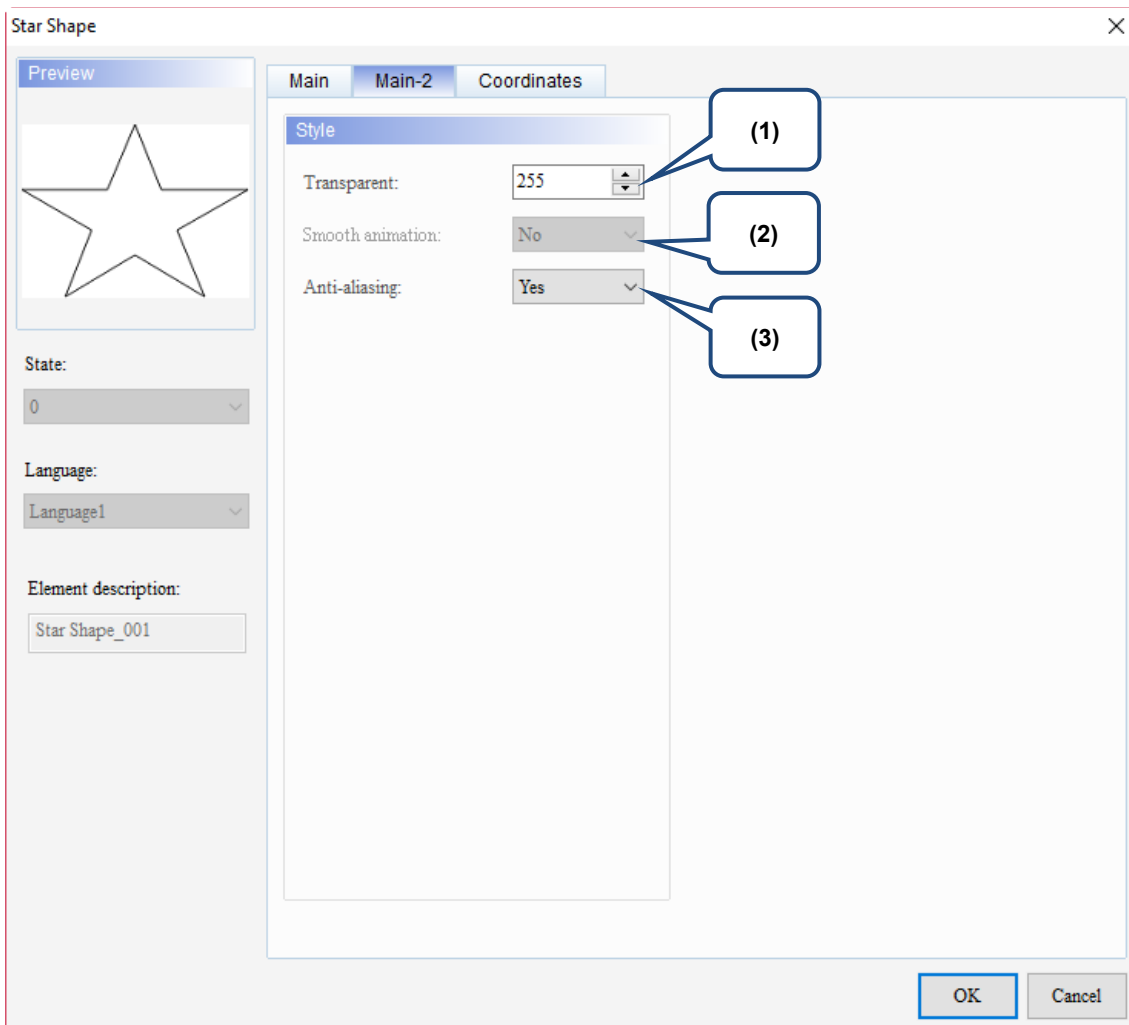 Star Shape
Preview
Main Main-2 Coordinates
Style
(1)
Transparent: 255
Smooth animation: No
(2)
Anti-aliasing: Yes
(3)
State:
0
Language:
Language1
Element description:
Star Shape_001
OK Cancel